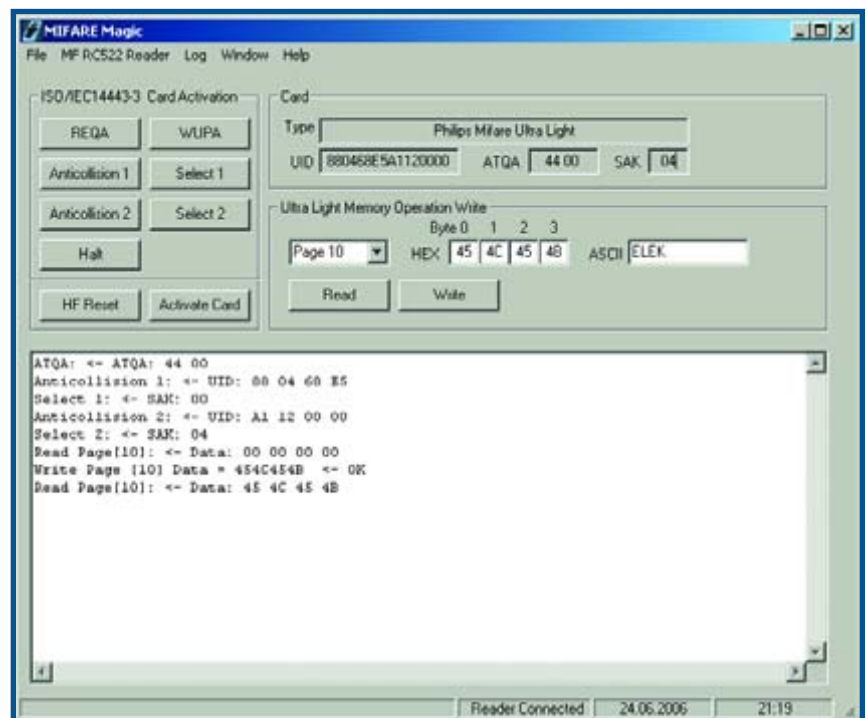 MIFARE Magic
File MF RC522 Reader Log Window Help
ISO/IEC14443-3 Card Activation
REQA WUPA
Anticollision 1 Select 1
Anticollision 2 Select 2
Halt
HF Reset Activate Card
Card
Type Philips Mifare Ultra Light
UID 880468E5A1120000 ATQA 44 00 SAK 04
Ultra Light Memory Operation Write
Byte 0 1 2 3
Page 10 HEX 45 4C 45 4B ASCII ELEK
Read Write
ATQA: <- ATQA: 44 00
Anticollision 1: <- UID: 88 04 68 E5
Select 1: <- SAK: 00
Anticollision 2: <- UID: A1 12 00 00
Select 2: <- SAK: 04
Read Page[10]: <- Data: 00 00 00 00
Write Page [10] Data = 454C454B <- OK
Read Page[10]: <- Data: 45 4C 45 4B
Reader Connected 24.06.2006 21:19